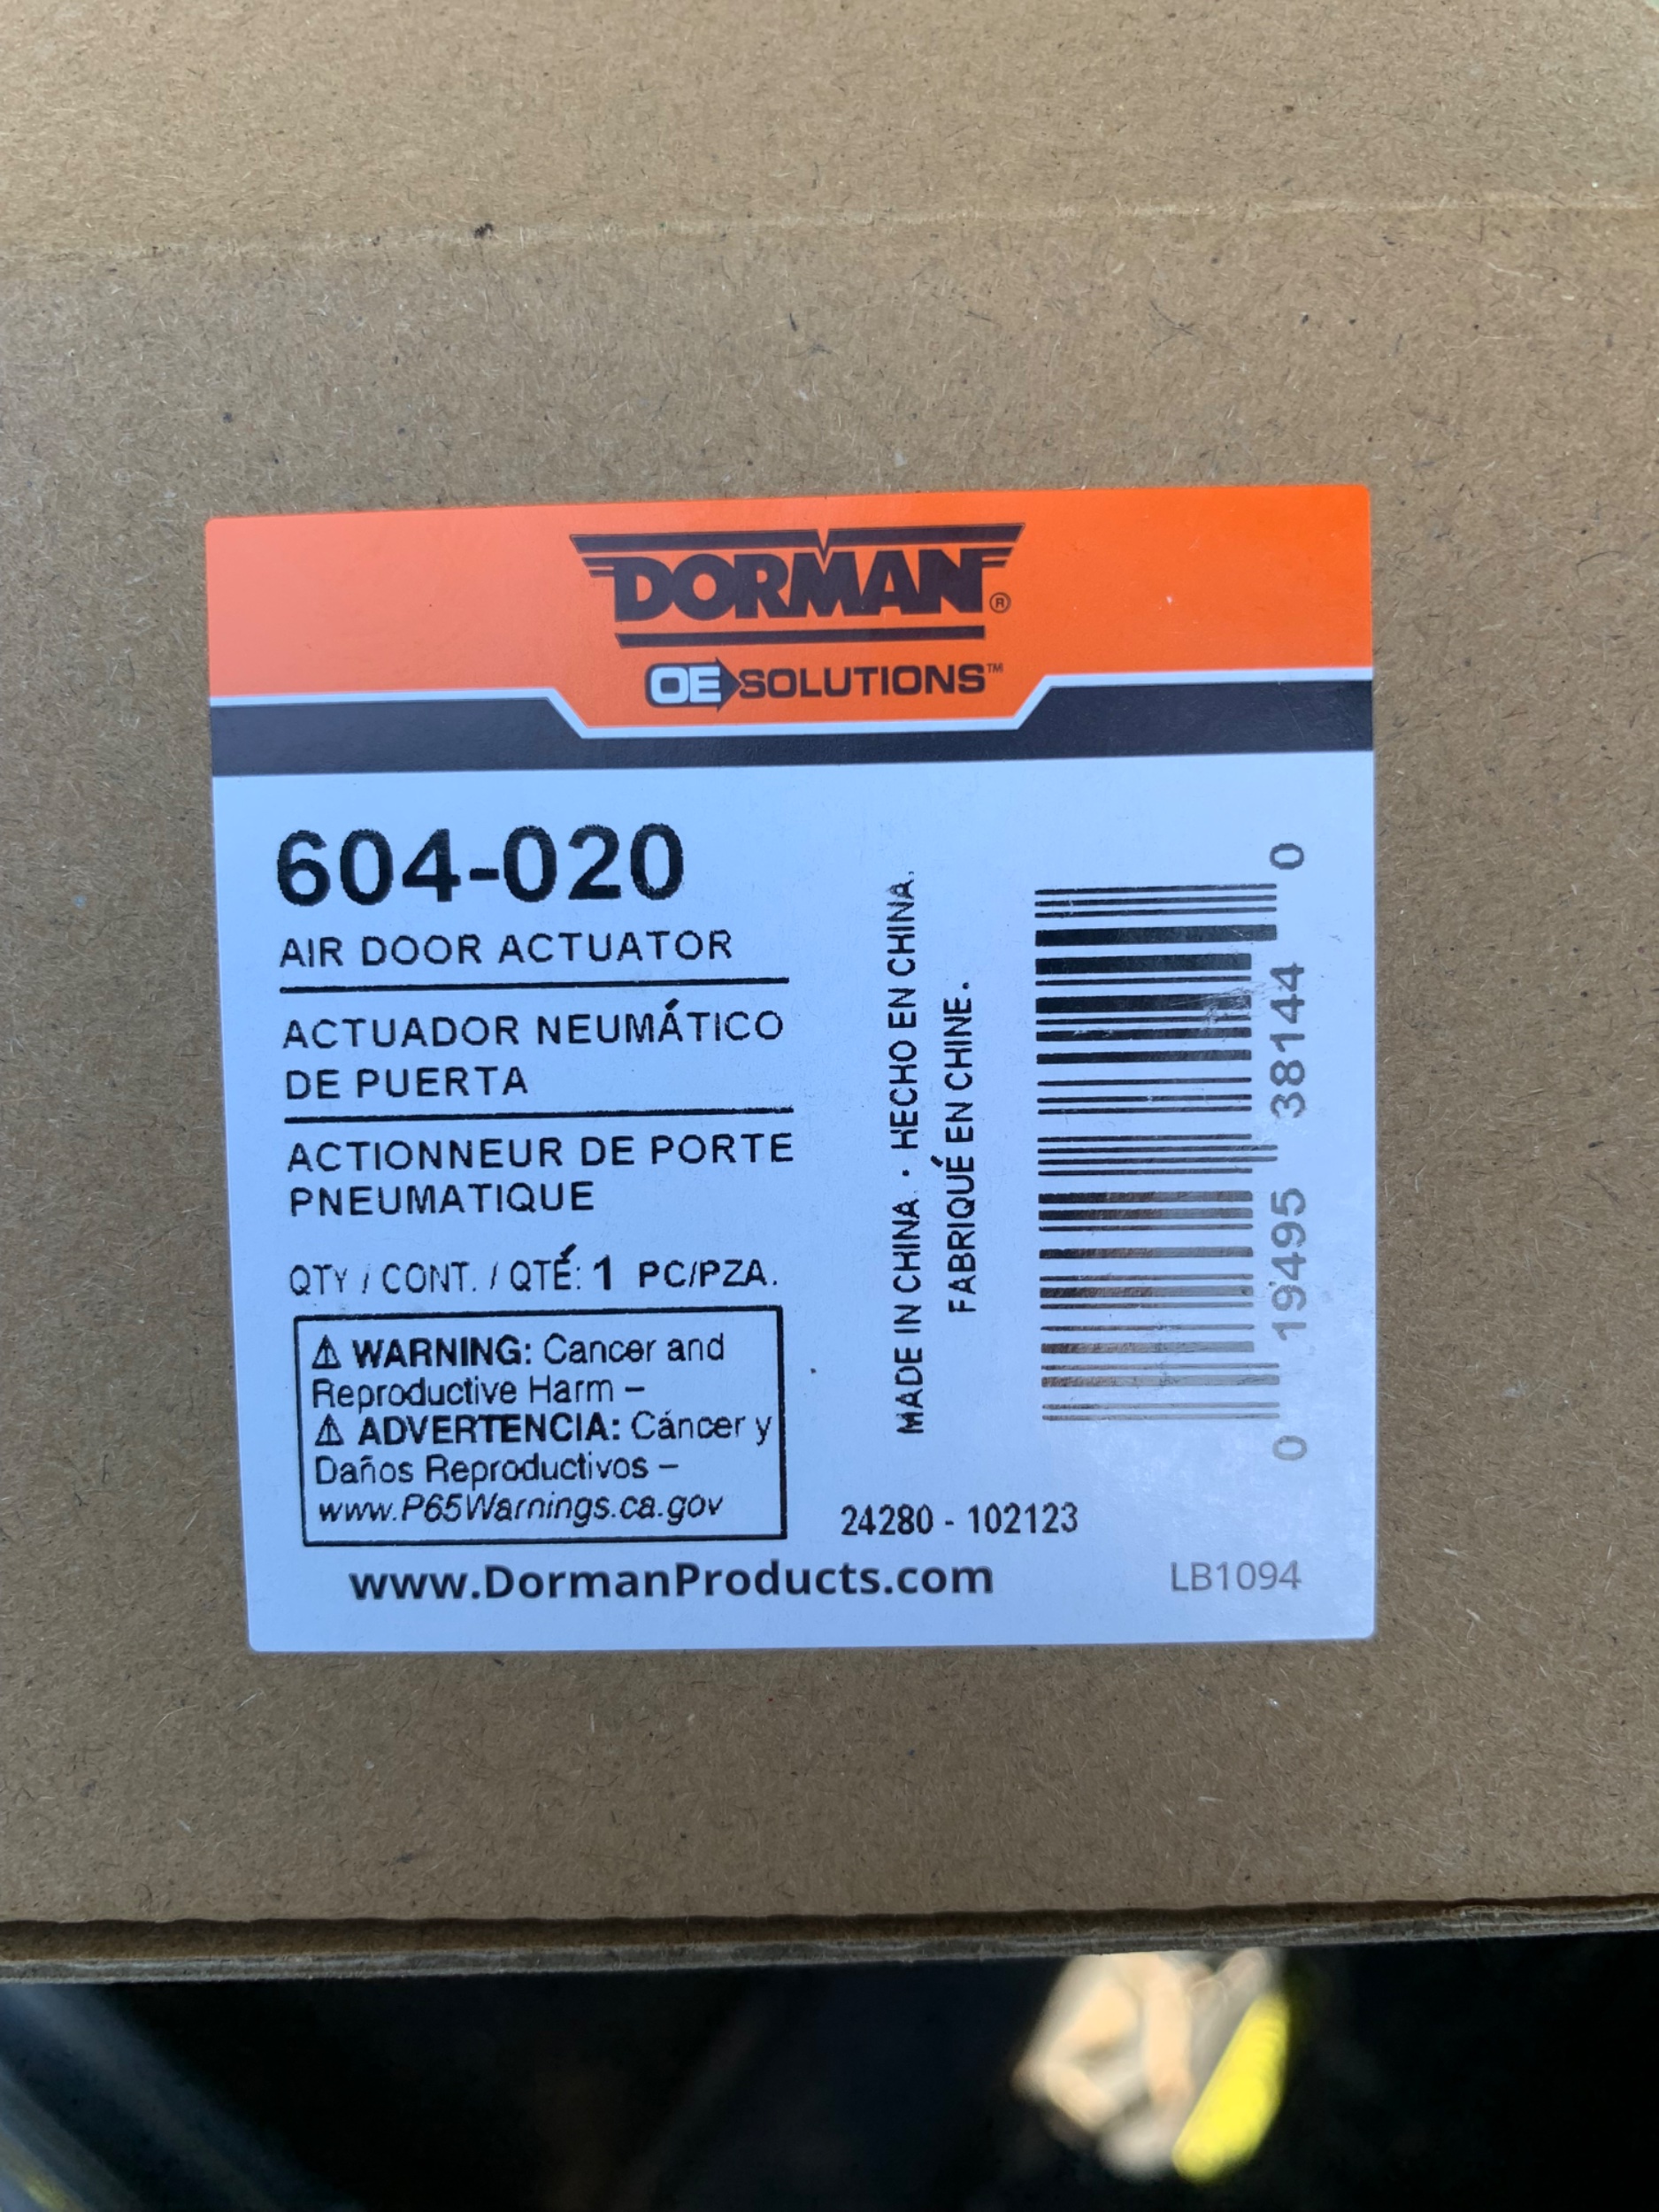 DORMAN®
OE SOLUTIONS™
604-020
AIR DOOR ACTUATOR
ACTUADOR NEUMÁTICO
DE PUERTA
ACTIONNEUR DE PORTE
PNEUMATIQUE
QTY / CONT. / QTÉ: 1 PC/PZA.
⚠ WARNING: Cancer and
Reproductive Harm –
⚠ ADVERTENCIA: Cáncer y
Daños Reproductivos –
www.P65Warnings.ca.gov
MADE IN CHINA. · HECHO EN CHINA.
FABRIQUÉ EN CHINE.
0 19495 38144 0
24280 - 102123
www.DormanProducts.com
LB1094